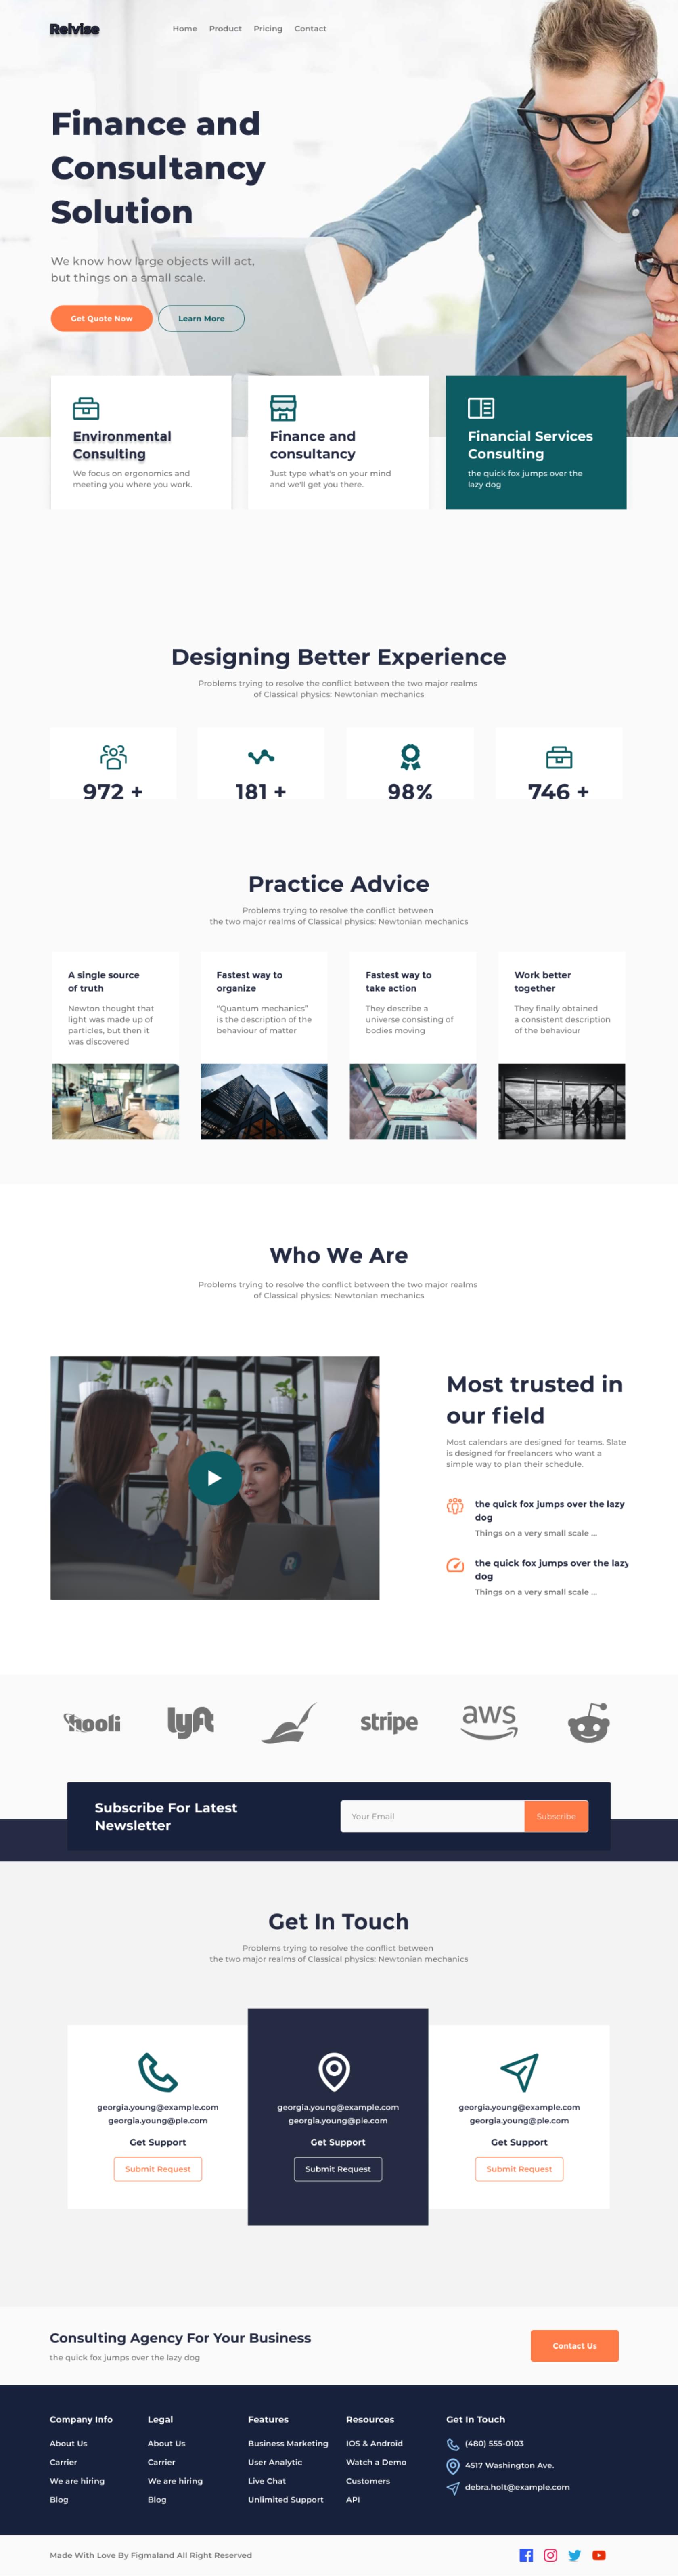 Relvise
Home Product Pricing Contact
Finance and
Consultancy
Solution
We know how large objects will act,
but things on a small scale.
Get Quote Now
Learn More
Environmental
Consulting
We focus on ergonomics and
meeting you where you work.
Finance and
consultancy
Just type what's on your mind
and we'll get you there.
Financial Services
Consulting
the quick fox jumps over the
lazy dog
Designing Better Experience
Problems trying to resolve the conflict between the two major realms
of Classical physics: Newtonian mechanics
972 +
181 +
98%
746 +
Practice Advice
Problems trying to resolve the conflict between
the two major realms of Classical physics: Newtonian mechanics
A single source
of truth
Newton thought that
light was made up of
particles, but then it
was discovered
Fastest way to
organize
“Quantum mechanics”
is the description of the
behaviour of matter
Fastest way to
take action
They describe a
universe consisting of
bodies moving
Work better
together
They finally obtained
a consistent description
of the behaviour
Who We Are
Problems trying to resolve the conflict between the two major realms
of Classical physics: Newtonian mechanics
R
Most trusted in
our field
Most calendars are designed for teams. Slate
is designed for freelancers who want a
simple way to plan their schedule.
the quick fox jumps over the lazy
dog
Things on a very small scale ...
the quick fox jumps over the lazy
dog
Things on a very small scale ...
hooli
lyft
stripe
aws
Subscribe For Latest
Newsletter
Your Email
Subscribe
Get In Touch
Problems trying to resolve the conflict between
the two major realms of Classical physics: Newtonian mechanics
georgia.young@example.com
georgia.young@ple.com
Get Support
Submit Request
georgia.young@example.com
georgia.young@ple.com
Get Support
Submit Request
georgia.young@example.com
georgia.young@ple.com
Get Support
Submit Request
Consulting Agency For Your Business
the quick fox jumps over the lazy dog
Contact Us
Company Info
About Us
Carrier
We are hiring
Blog
Legal
About Us
Carrier
We are hiring
Blog
Features
Business Marketing
User Analytic
Live Chat
Unlimited Support
Resources
IOS & Android
Watch a Demo
Customers
API
Get In Touch
(480) 555-0103
4517 Washington Ave.
debra.holt@example.com
Made With Love By Figmaland All Right Reserved